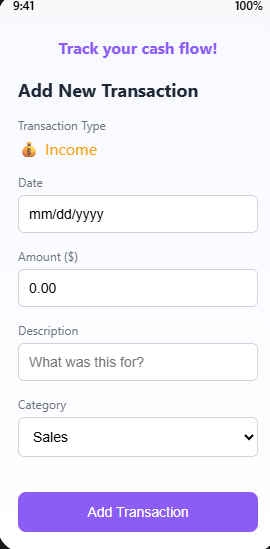 9:41 100%
Track your cash flow!
Add New Transaction
Transaction Type
💰 Income
Date
mm/dd/yyyy
Amount ($)
0.00
Description
What was this for?
Category
Sales
Add Transaction